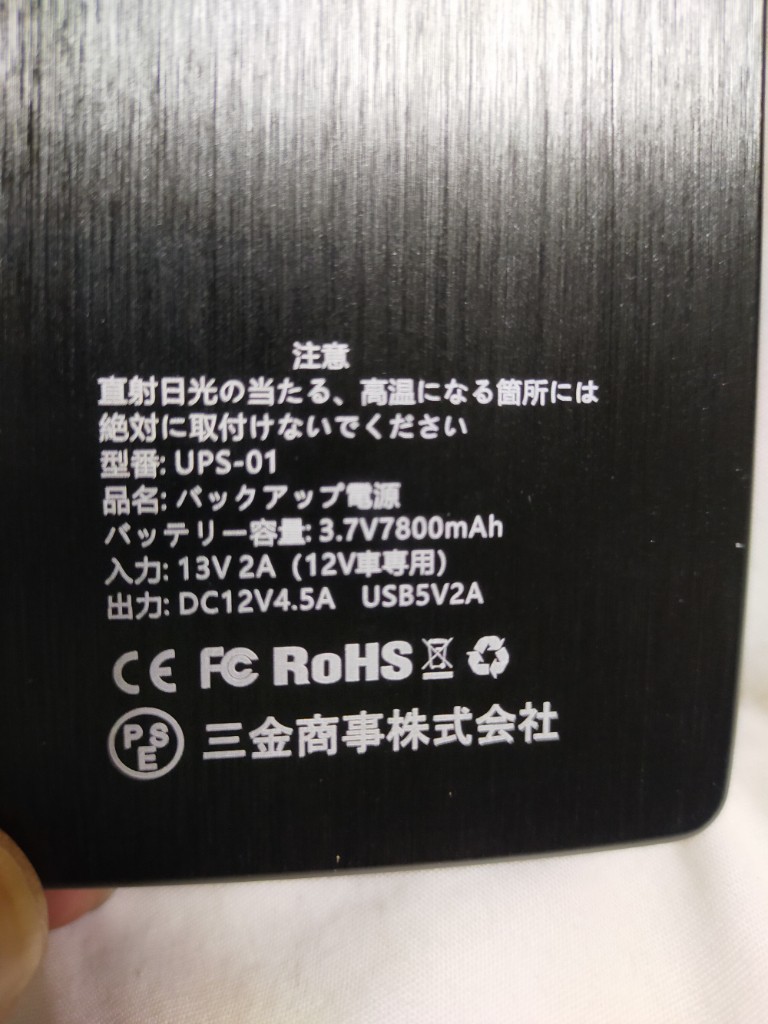 注意
直射日光の当たる、高温になる箇所には
絶対に取付けないでください
型番: UPS-01
品名: バックアップ電源
バッテリー容量: 3.7V7800mAh
入力: 13V 2A（12V車専用）
出力: DC12V4.5A　USB5V2A
CE FC RoHS
PSE 三金商事株式会社